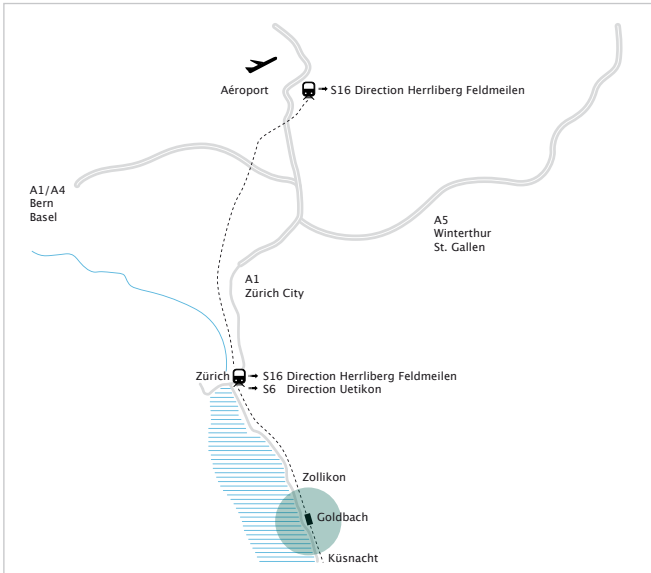 Aéroport
→ S16 Direction Herrliberg Feldmeilen
A1/A4
Bern
Basel
A5
Winterthur
St. Gallen
A1
Zürich City
Zürich
→ S16 Direction Herrliberg Feldmeilen
→ S6 Direction Uetikon
Zollikon
Goldbach
Küsnacht